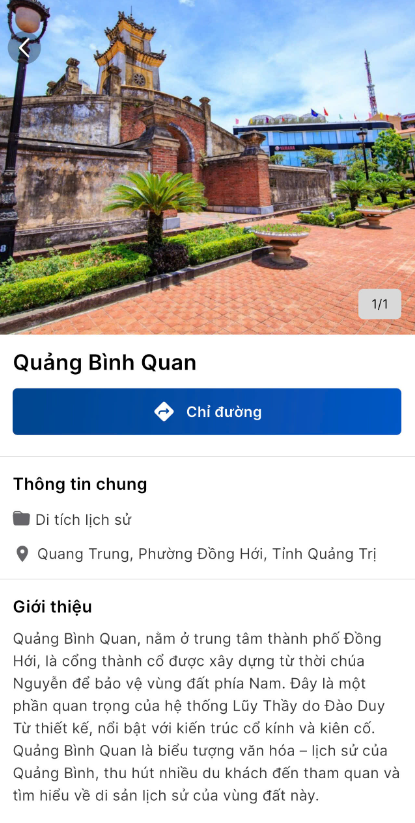 1/1
Quảng Bình Quan
Chỉ đường
Thông tin chung
Di tích lịch sử
Quang Trung, Phường Đồng Hới, Tỉnh Quảng Trị
Giới thiệu
Quảng Bình Quan, nằm ở trung tâm thành phố Đồng
Hới, là cổng thành cổ được xây dựng từ thời chúa
Nguyễn để bảo vệ vùng đất phía Nam. Đây là một
phần quan trọng của hệ thống Lũy Thầy do Đào Duy
Từ thiết kế, nổi bật với kiến trúc cổ kính và kiên cố.
Quảng Bình Quan là biểu tượng văn hóa – lịch sử của
Quảng Bình, thu hút nhiều du khách đến tham quan và
tìm hiểu về di sản lịch sử của vùng đất này.